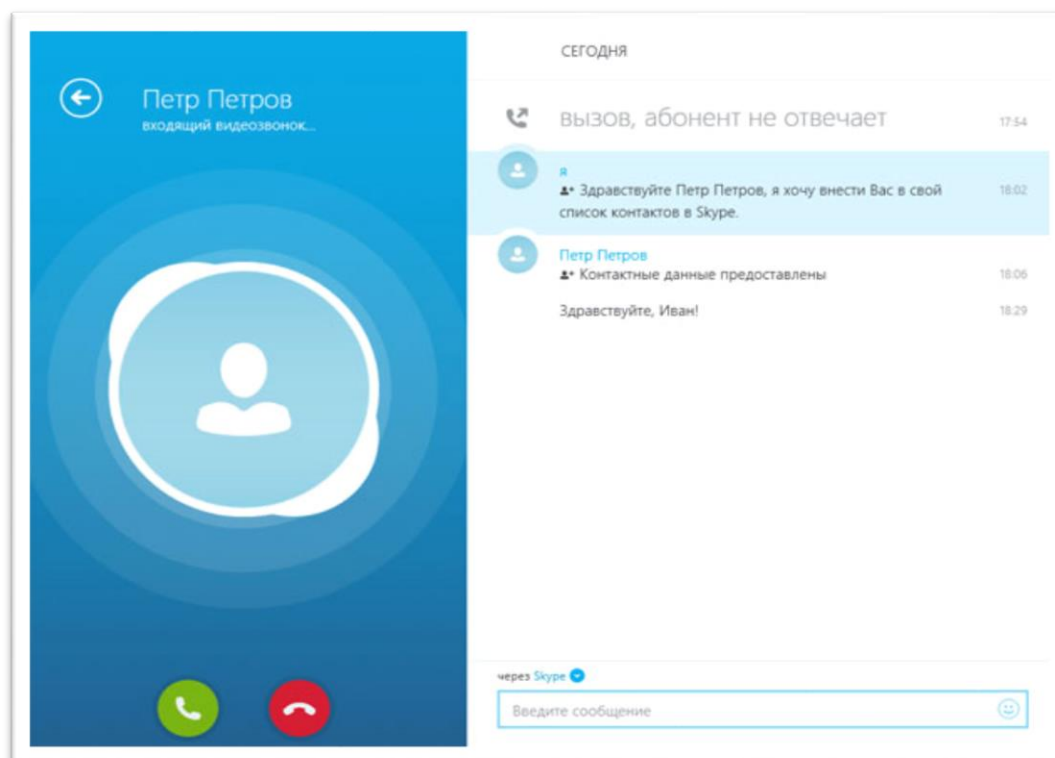 Петр Петров
входящий видеозвонок...
СЕГОДНЯ
вызов, абонент не отвечает 17:54
я
Здравствуйте Петр Петров, я хочу внести Вас в свой 18:02
список контактов в Skype.
Петр Петров
Контактные данные предоставлены 18:06
Здравствуйте, Иван! 18:29
через Skype
Введите сообщение